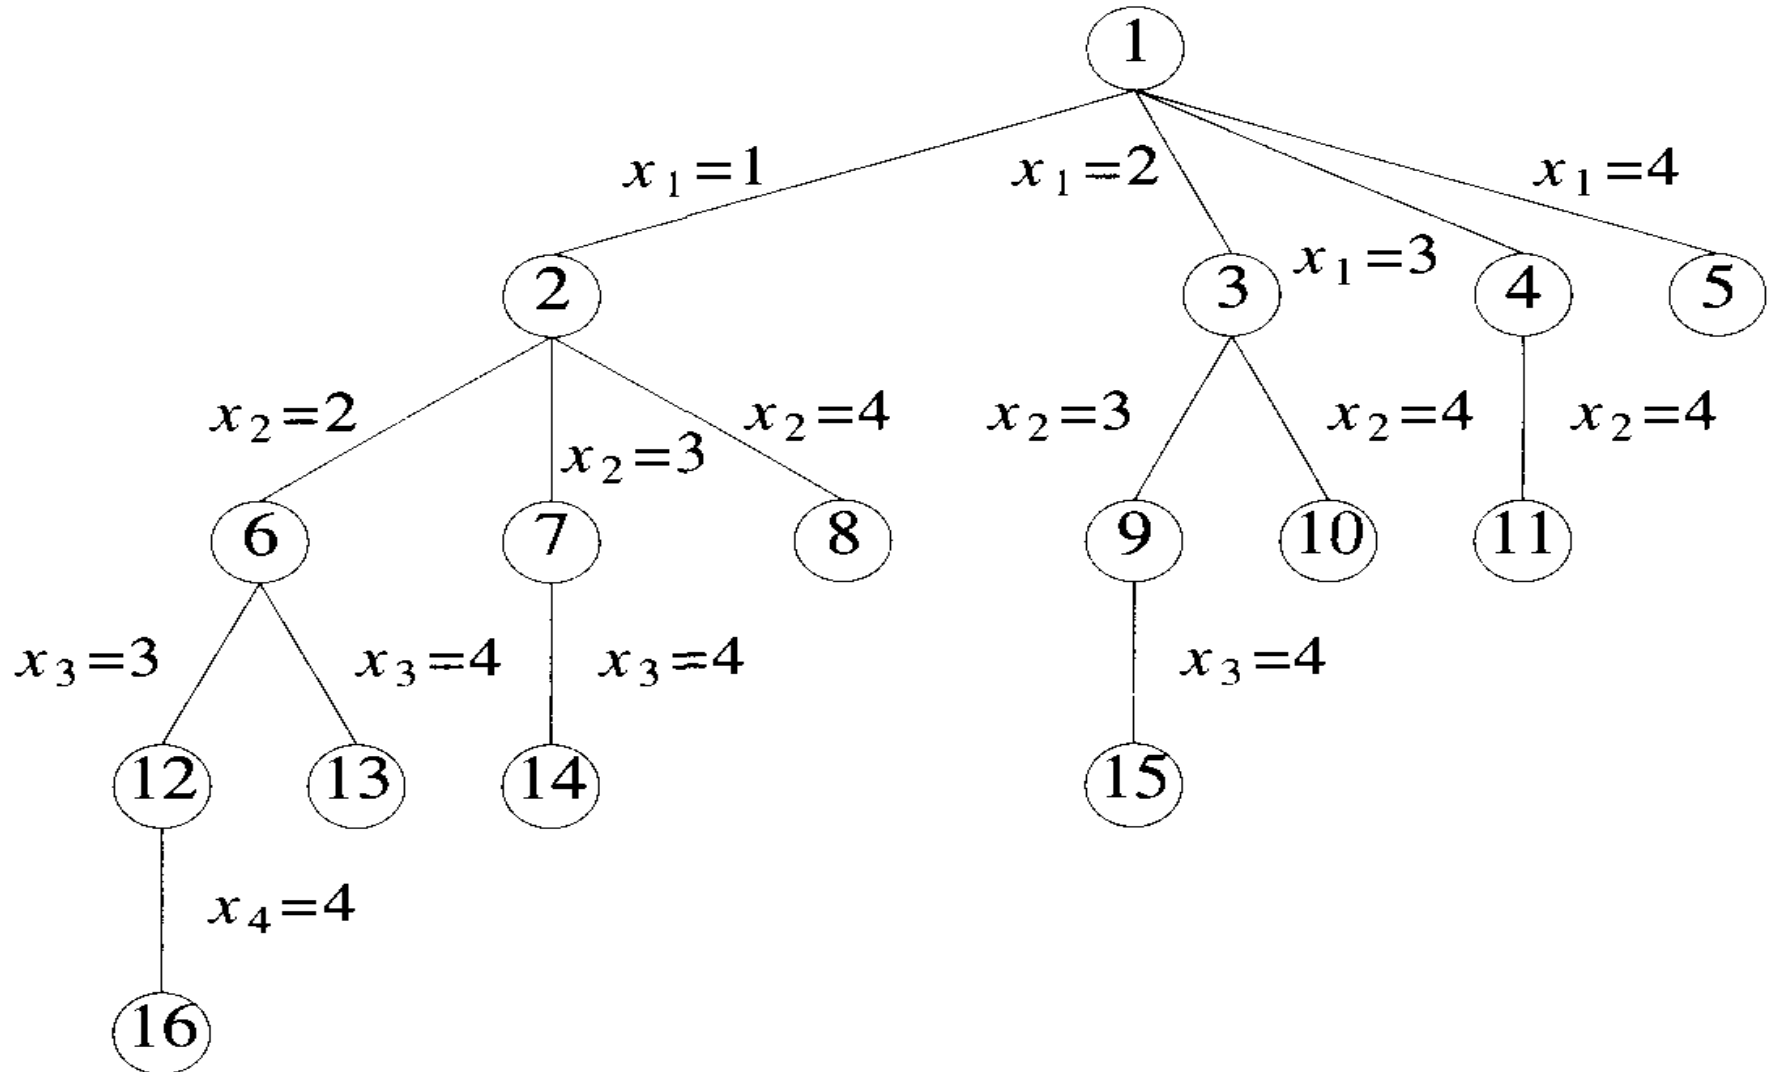 1
x₁=1
x₁=2
x₁=3
x₁=4
2
3
4
5
x₂=2
x₂=3
x₂=4
x₂=3
x₂=4
x₂=4
6
7
8
9
10
11
x₃=3
x₃=4
x₃=4
x₃=4
12
13
14
15
x₄=4
16